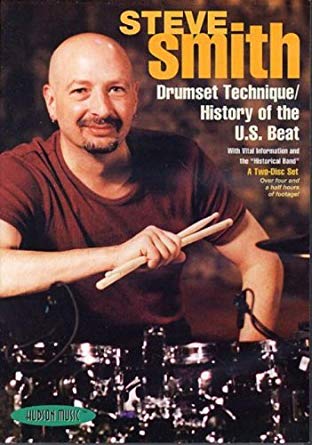 STEVE
smith
Drumset Technique/
History of the
U.S. Beat
With Vital Information and
the "Historical Band"
A Two-Disc Set
Over four and
a half hours
of footage!
HUDSON MUSIC